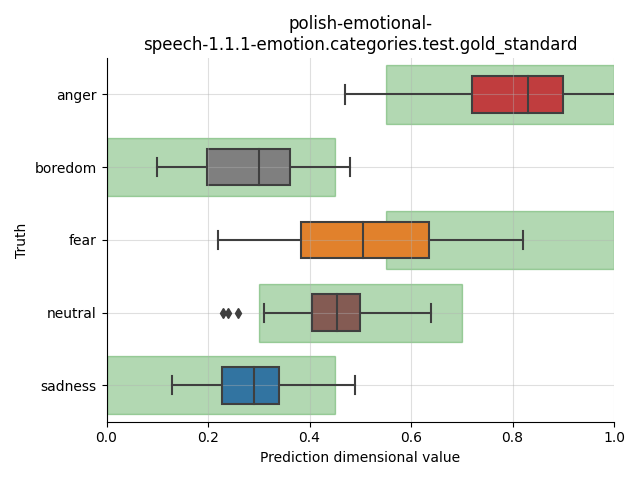 polish-emotional-
speech-1.1.1-emotion.categories.test.gold_standard
anger
boredom
fear
neutral
sadness
Truth
0.0 0.2 0.4 0.6 0.8 1.0
Prediction dimensional value